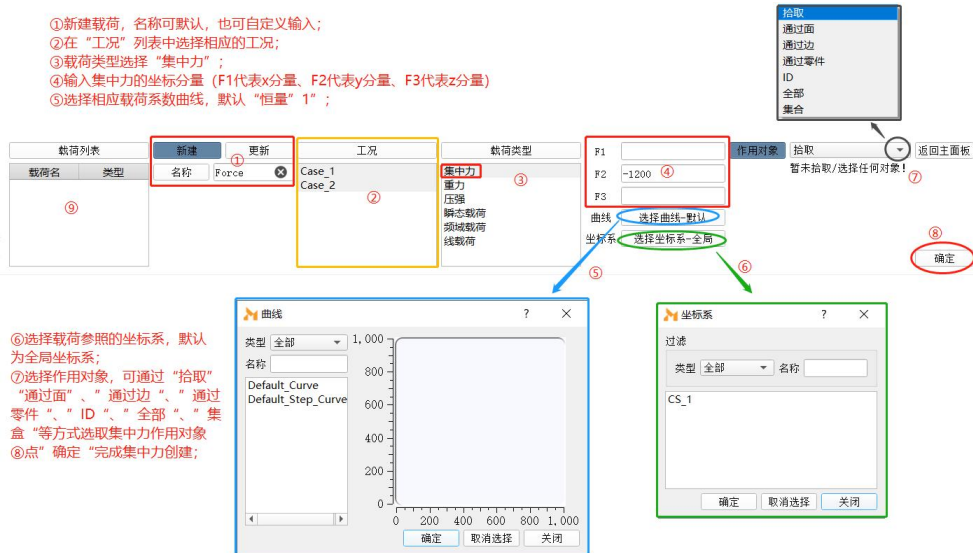 ①新建载荷，名称可默认，也可自定义输入；
②在“工况”列表中选择相应的工况；
③载荷类型选择“集中力”；
④输入集中力的坐标分量（F1代表x分量、F2代表y分量、F3代表z分量）
⑤选择相应载荷系数曲线，默认“恒量”1”；
拾取
通过面
通过边
通过零件
ID
全部
集合
载荷列表 新建 更新 工况 载荷类型 F1 作用对象 拾取 返回主面板
① 
载荷名 类型 名称 Force Case_1 集中力 暂未拾取/选择任何对象!
⑦
Case_2 重力 ③ F2 -1200 ④
⑨ ② 压强
瞬态载荷 F3
频域载荷 曲线 选择曲线-默认
线载荷 坐标系 选择坐标系-全局 ⑧
确定
⑤ ⑥
曲线 ? ×
类型 全部
名称
Default_Curve
Default_Step_Curve
1,000
800
600
400
200
0
0 200 400 600 800 1,000
确定 取消选择 关闭
坐标系 ? ×
过滤
类型 全部 名称
CS_1
确定 取消选择 关闭
⑥选择载荷参照的坐标系，默认
为全局坐标系；
⑦选择作用对象，可通过“拾取”
“通过面”、”通过边“、”通过
零件“、”ID“、”全部“、”集
盒“等方式选取集中力作用对象
⑧点”确定“完成集中力创建；